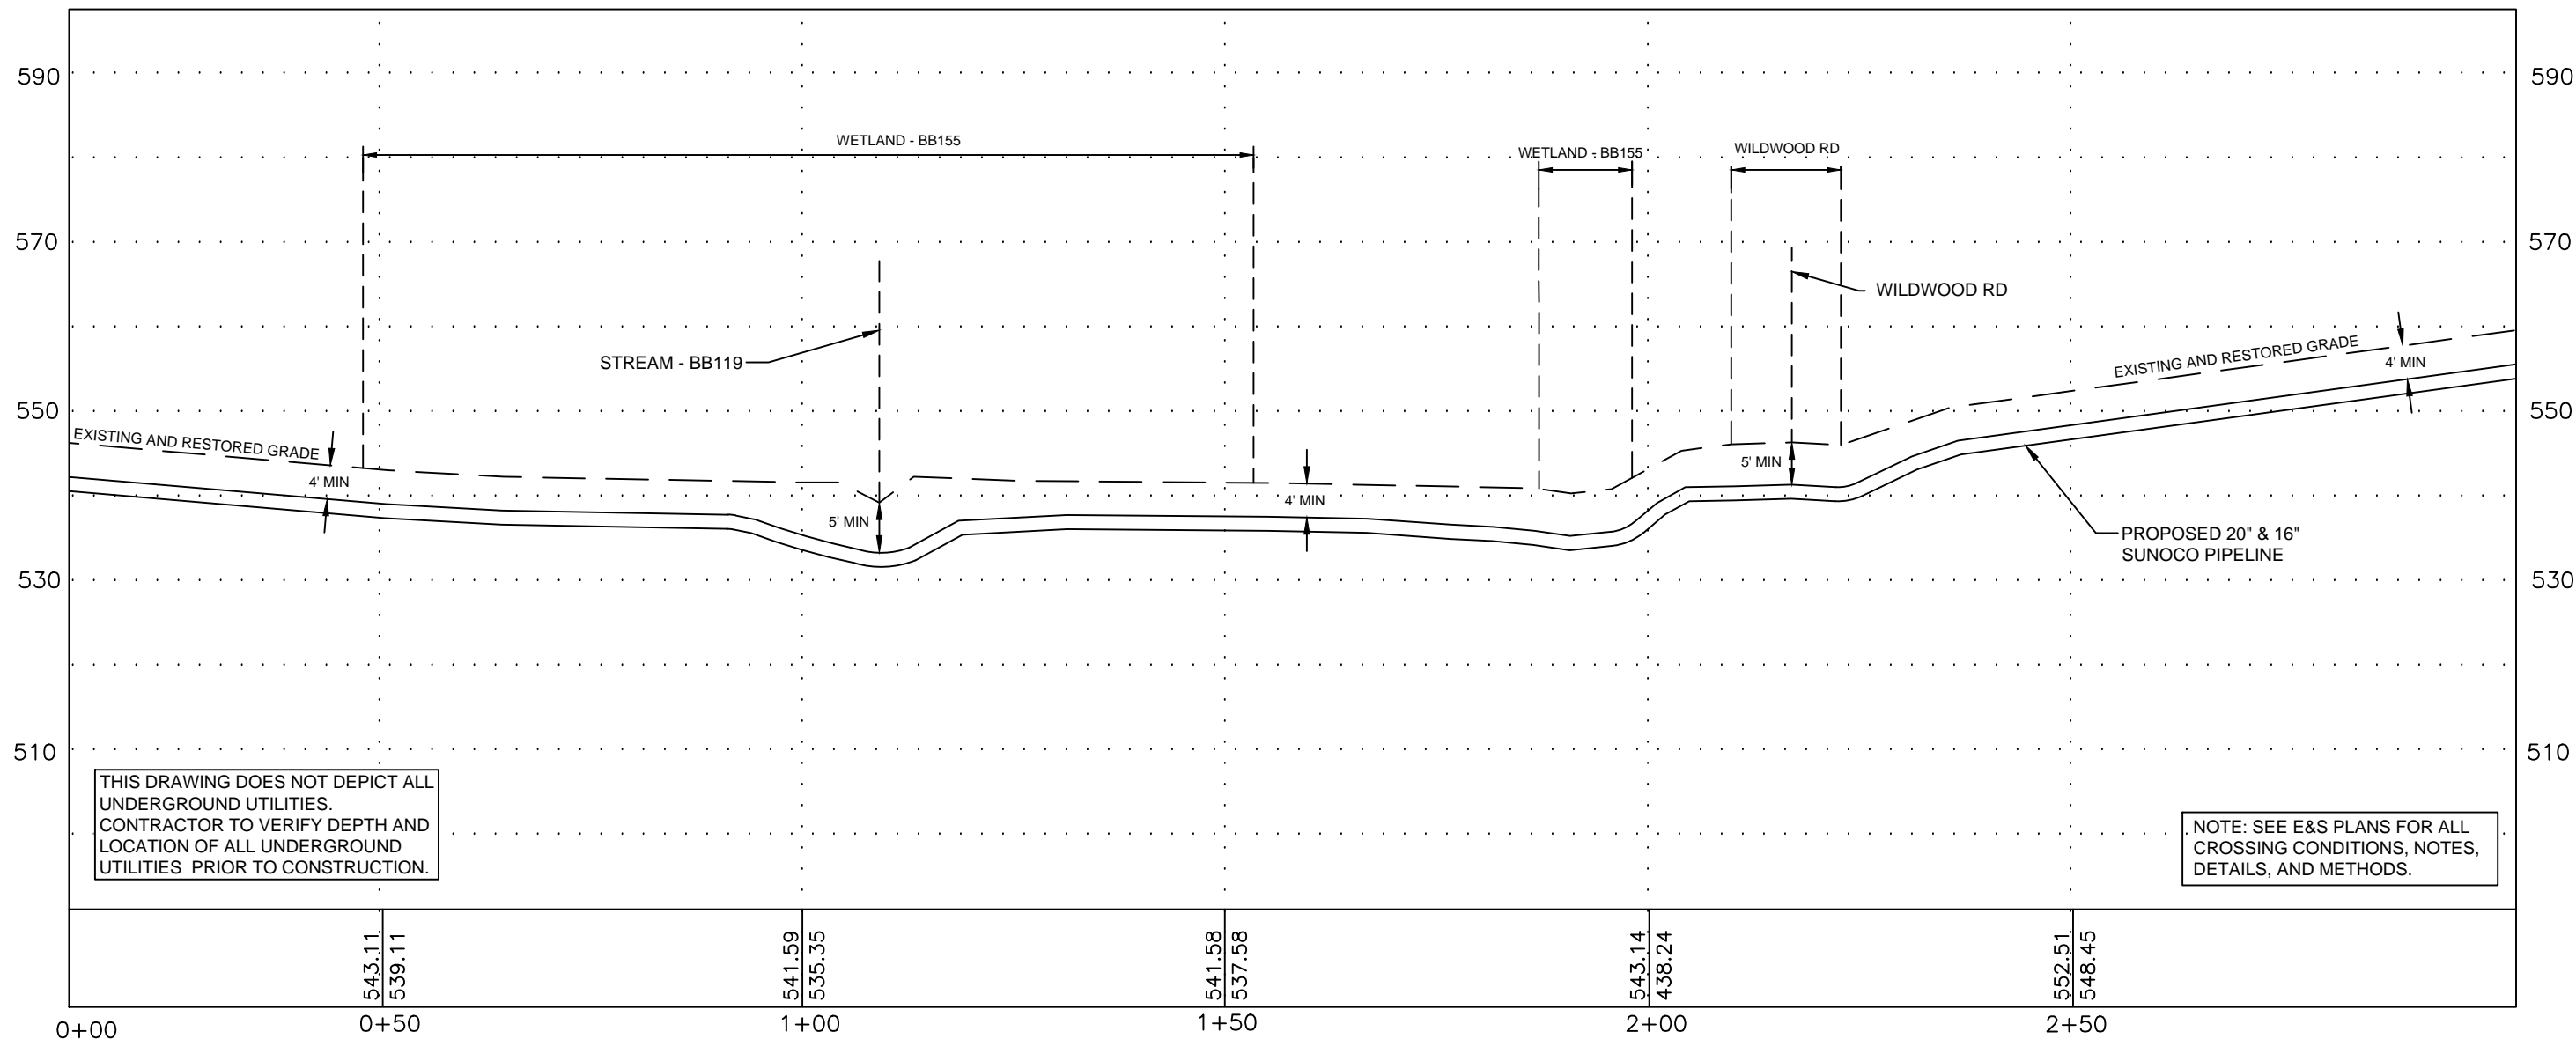 590
590
WETLAND - BB155
WETLAND - BB155
WILDWOOD RD
570
570
WILDWOOD RD
STREAM - BB119
EXISTING AND RESTORED GRADE
4' MIN
550
550
EXISTING AND RESTORED GRADE
4' MIN
5' MIN
4' MIN
5' MIN
PROPOSED 20" & 16"
SUNOCO PIPELINE
530
530
510
510
THIS DRAWING DOES NOT DEPICT ALL
UNDERGROUND UTILITIES.
CONTRACTOR TO VERIFY DEPTH AND
LOCATION OF ALL UNDERGROUND
UTILITIES PRIOR TO CONSTRUCTION.
NOTE: SEE E&S PLANS FOR ALL
CROSSING CONDITIONS, NOTES,
DETAILS, AND METHODS.
543.11
539.11
541.59
535.35
541.58
537.58
543.14
438.24
552.51
548.45
0+00
0+50
1+00
1+50
2+00
2+50